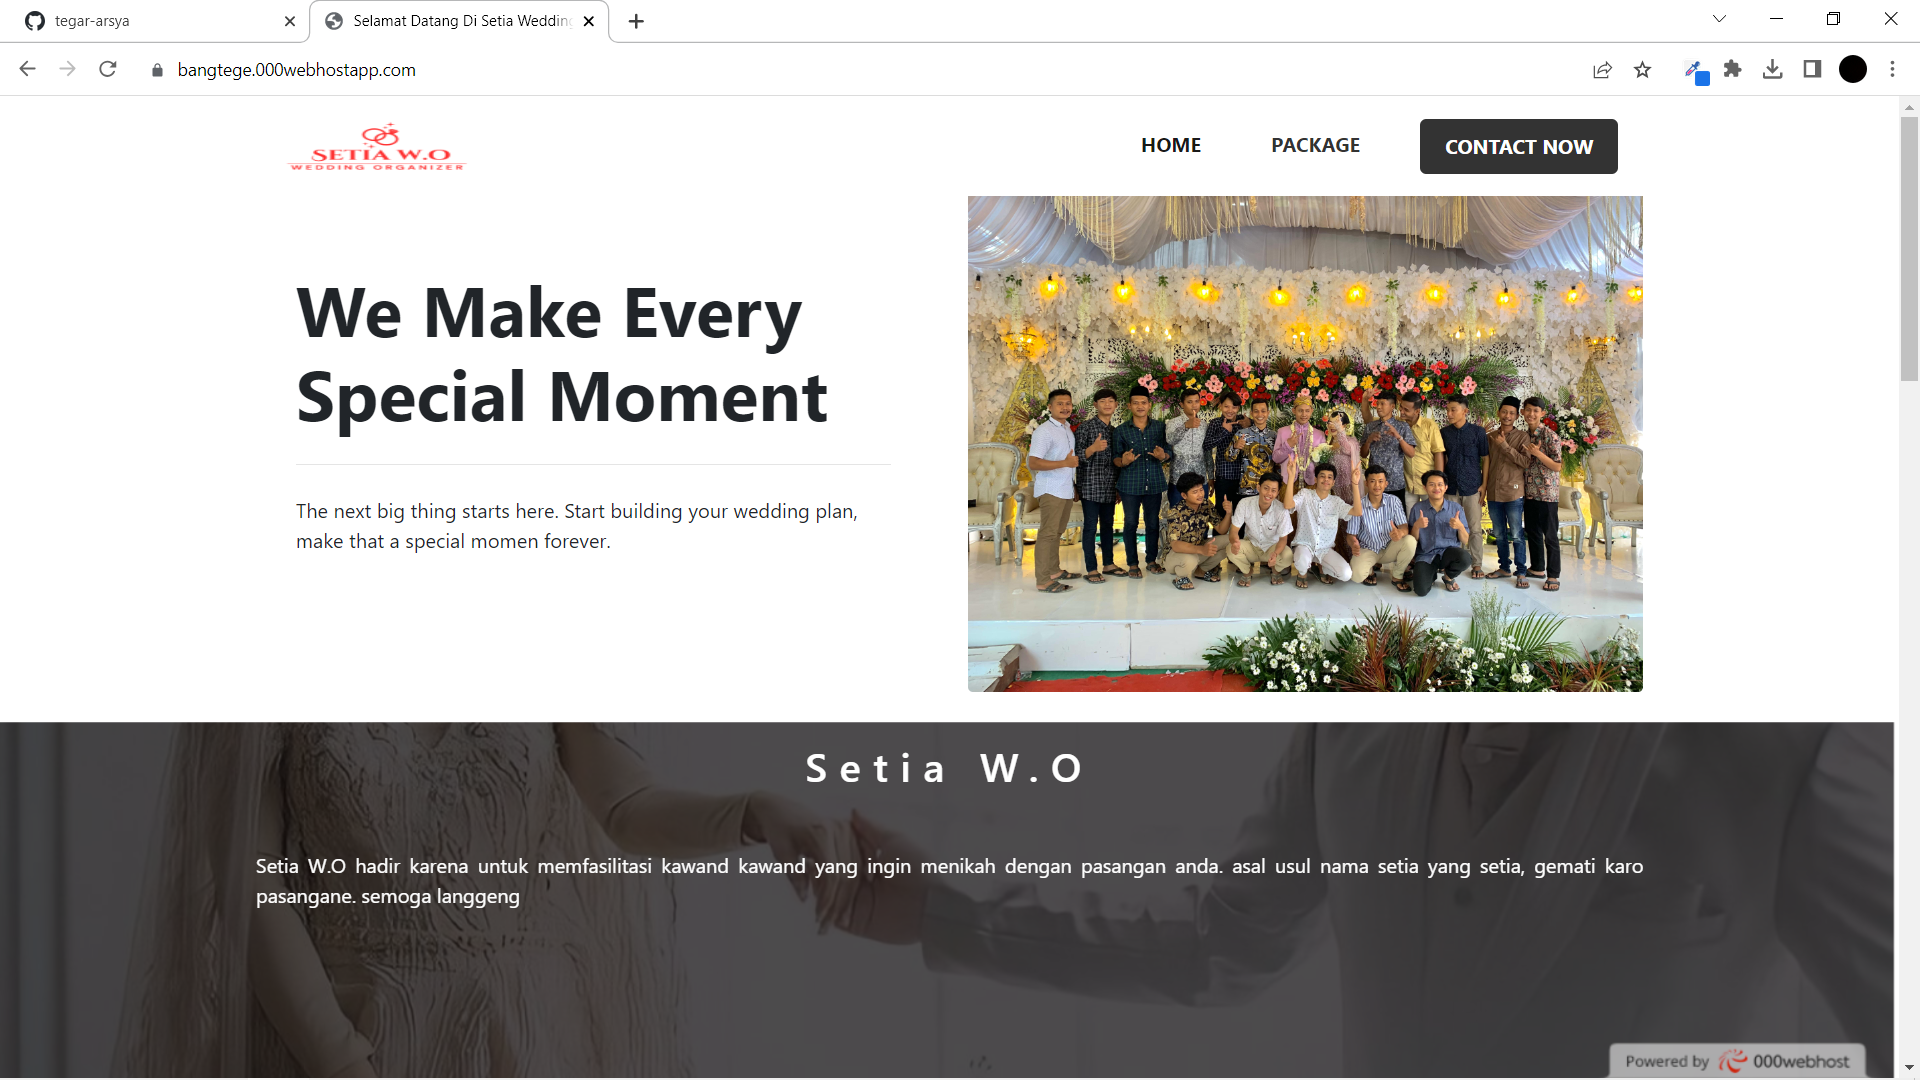 tegar-arsya
Selamat Datang Di Setia Wedding
bangtege.000webhostapp.com
SETIA W.O
WEDDING ORGANIZER
HOME
PACKAGE
CONTACT NOW
We Make Every
Special Moment
The next big thing starts here. Start building your wedding plan,
make that a special momen forever.
Setia W.O
Setia W.O hadir karena untuk memfasilitasi kawand kawand yang ingin menikah dengan pasangan anda. asal usul nama setia yang setia, gemati karo
pasangane. semoga langgeng
Powered by 000webhost